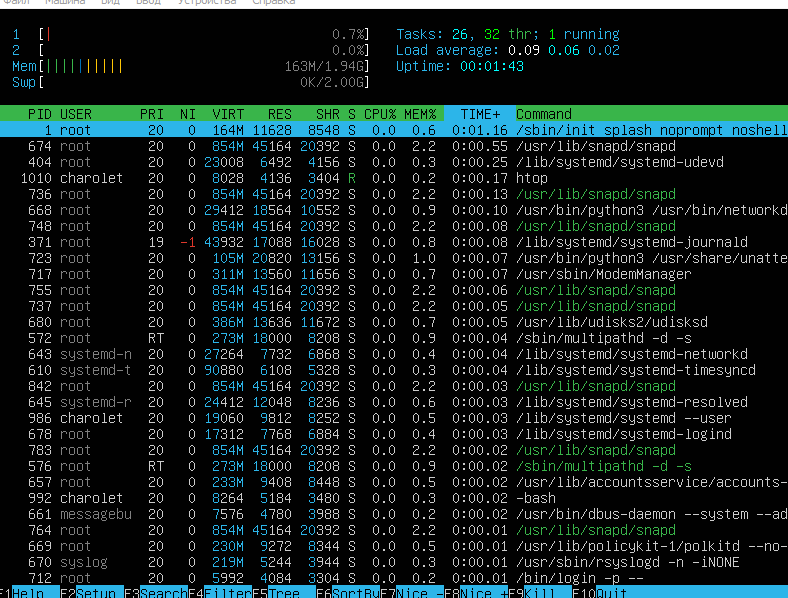 Файл Машина Вид Ввод Устройства Справка
1 [| 0.7%] Tasks: 26, 32 thr; 1 running
2 [ 0.0%] Load average: 0.09 0.06 0.02
Mem[|||||||||| 163M/1.94G] Uptime: 00:01:43
Swp[ 0K/2.00G]
PID USER PRI NI VIRT RES SHR S CPU% MEM% TIME+ Command
1 root 20 0 164M 11628 8548 S 0.0 0.6 0:01.16 /sbin/init splash noprompt noshell
674 root 20 0 854M 45164 20392 S 0.0 2.2 0:00.55 /usr/lib/snapd/snapd
404 root 20 0 23008 6492 4156 S 0.0 0.3 0:00.25 /lib/systemd/systemd-udevd
1010 charolet 20 0 8028 4136 3404 R 0.0 0.2 0:00.17 htop
736 root 20 0 854M 45164 20392 S 0.0 2.2 0:00.13 /usr/lib/snapd/snapd
668 root 20 0 29412 18564 10552 S 0.0 0.9 0:00.10 /usr/bin/python3 /usr/bin/networkd
748 root 20 0 854M 45164 20392 S 0.0 2.2 0:00.08 /usr/lib/snapd/snapd
371 root 19 -1 43932 17088 16028 S 0.0 0.8 0:00.08 /lib/systemd/systemd-journald
723 root 20 0 105M 20820 13156 S 0.0 1.0 0:00.07 /usr/bin/python3 /usr/share/unatte
717 root 20 0 311M 13560 11656 S 0.0 0.7 0:00.07 /usr/sbin/ModemManager
755 root 20 0 854M 45164 20392 S 0.0 2.2 0:00.06 /usr/lib/snapd/snapd
737 root 20 0 854M 45164 20392 S 0.0 2.2 0:00.05 /usr/lib/snapd/snapd
680 root 20 0 386M 13636 11672 S 0.0 0.7 0:00.05 /usr/lib/udisks2/udisksd
572 root RT 0 273M 18000 8208 S 0.0 0.9 0:00.04 /sbin/multipathd -d -s
643 systemd-n 20 0 27264 7732 6868 S 0.0 0.4 0:00.04 /lib/systemd/systemd-networkd
610 systemd-t 20 0 90880 6108 5328 S 0.0 0.3 0:00.04 /lib/systemd/systemd-timesyncd
842 root 20 0 854M 45164 20392 S 0.0 2.2 0:00.03 /usr/lib/snapd/snapd
645 systemd-r 20 0 24412 12048 8236 S 0.0 0.6 0:00.03 /lib/systemd/systemd-resolved
986 charolet 20 0 19060 9812 8252 S 0.0 0.5 0:00.03 /lib/systemd/systemd --user
678 root 20 0 17312 7768 6884 S 0.0 0.4 0:00.03 /lib/systemd/systemd-logind
783 root 20 0 854M 45164 20392 S 0.0 2.2 0:00.02 /usr/lib/snapd/snapd
576 root RT 0 273M 18000 8208 S 0.0 0.9 0:00.02 /sbin/multipathd -d -s
657 root 20 0 233M 9408 8448 S 0.0 0.5 0:00.02 /usr/lib/accountsservice/accounts-
992 charolet 20 0 8264 5184 3480 S 0.0 0.3 0:00.02 -bash
661 messagebu 20 0 7576 4780 3988 S 0.0 0.2 0:00.02 /usr/bin/dbus-daemon --system --ad
764 root 20 0 854M 45164 20392 S 0.0 2.2 0:00.01 /usr/lib/snapd/snapd
669 root 20 0 230M 9272 8344 S 0.0 0.5 0:00.01 /usr/lib/policykit-1/polkitd --no-
670 syslog 20 0 219M 5244 3944 S 0.0 0.3 0:00.01 /usr/sbin/rsyslogd -n -iNONE
712 root 20 0 5992 4084 3304 S 0.0 0.2 0:00.01 /bin/login -p --
F1Help F2Setup F3SearchF4FilterF5Tree F6SortByF7Nice -F8Nice +F9Kill F10Quit